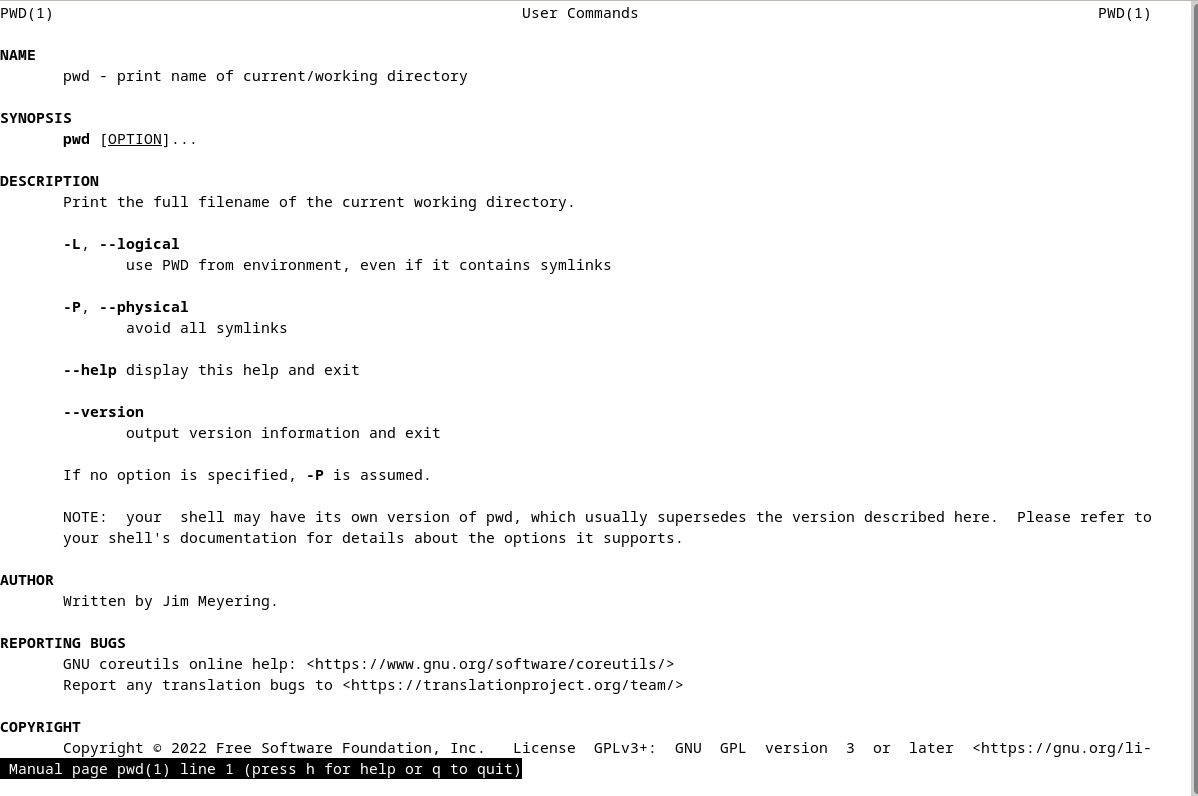 PWD(1) User Commands PWD(1)
NAME
pwd - print name of current/working directory
SYNOPSIS
pwd [OPTION]...
DESCRIPTION
Print the full filename of the current working directory.
-L, --logical
use PWD from environment, even if it contains symlinks
-P, --physical
avoid all symlinks
--help display this help and exit
--version
output version information and exit
If no option is specified, -P is assumed.
NOTE:  your  shell may have its own version of pwd, which usually supersedes the version described here.  Please refer to
your shell's documentation for details about the options it supports.
AUTHOR
Written by Jim Meyering.
REPORTING BUGS
GNU coreutils online help: <https://www.gnu.org/software/coreutils/>
Report any translation bugs to <https://translationproject.org/team/>
COPYRIGHT
Copyright © 2022 Free Software Foundation, Inc.   License  GPLv3+:  GNU  GPL  version  3  or  later  <https://gnu.org/li-
Manual page pwd(1) line 1 (press h for help or q to quit)